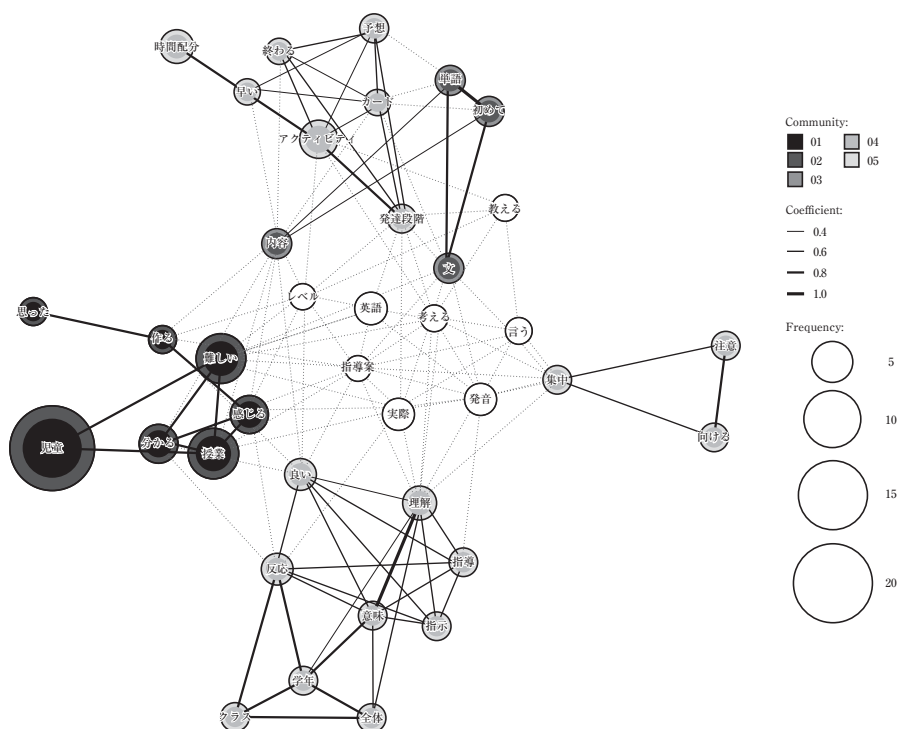 予想
時間配分
終わる
単語
早い
カード
初めて
アクティビティ
教える
発達段階
内容
文
レベル
英語
考える
思った
言う
作る
注意
難しい
指導案
集中
発音
感じる
実際
向ける
分かる
児童
授業
良い
理解
反応
指導
意味
指示
学年
クラス
全体
Community:
01
04
02
05
03
Coefficient:
0.4
0.6
0.8
1.0
Frequency:
5
10
15
20